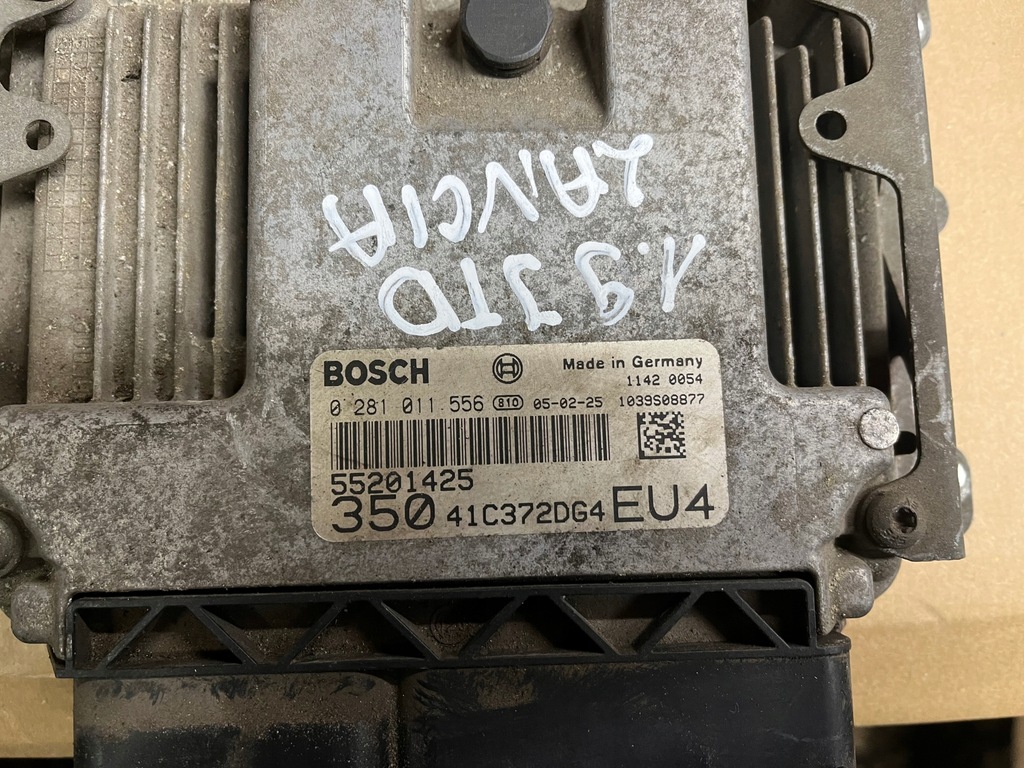 1.9 JTD
LANCIA
BOSCH Made in Germany
1142 0054
0 281 011 556 810 05-02-25 1039S08877
55201425
350 41C372DG4 EU4